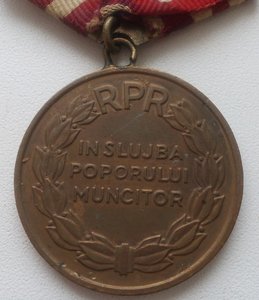 RPR
IN SLUJBA
POPORULUI
MUNCITOR